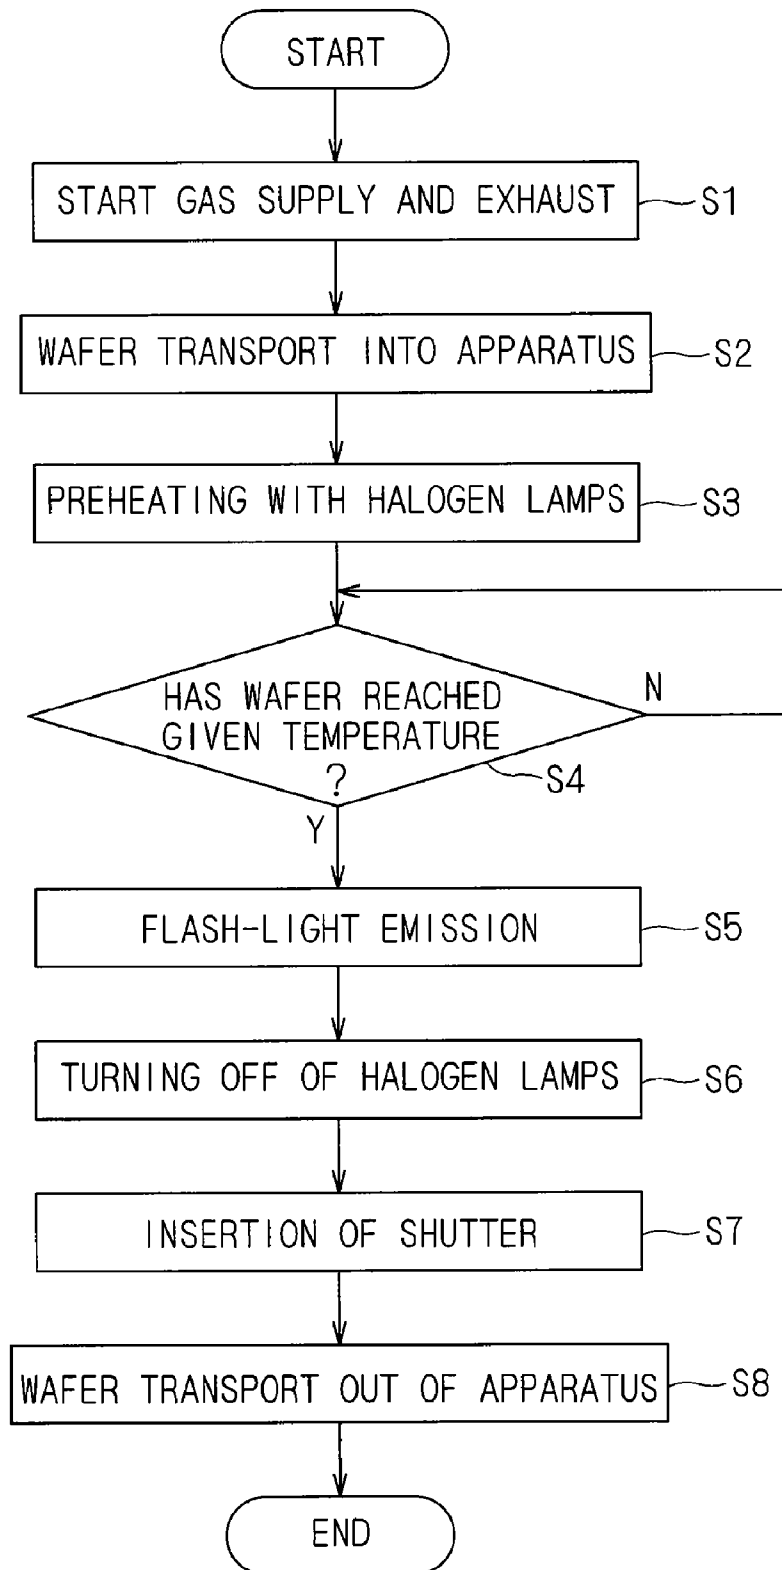 START
START GAS SUPPLY AND EXHAUST
S1
WAFER TRANSPORT INTO APPARATUS
S2
PREHEATING WITH HALOGEN LAMPS
S3
HAS WAFER REACHED
GIVEN TEMPERATURE
?
N
S4
Y
FLASH-LIGHT EMISSION
S5
TURNING OFF OF HALOGEN LAMPS
S6
INSERTION OF SHUTTER
S7
WAFER TRANSPORT OUT OF APPARATUS
S8
END